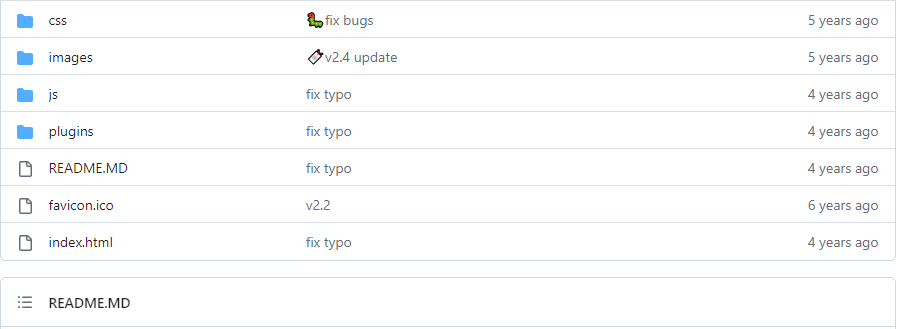 css 🐛fix bugs 5 years ago
images 🏷️v2.4 update 5 years ago
js fix typo 4 years ago
plugins fix typo 4 years ago
README.MD fix typo 4 years ago
favicon.ico v2.2 6 years ago
index.html fix typo 4 years ago
README.MD